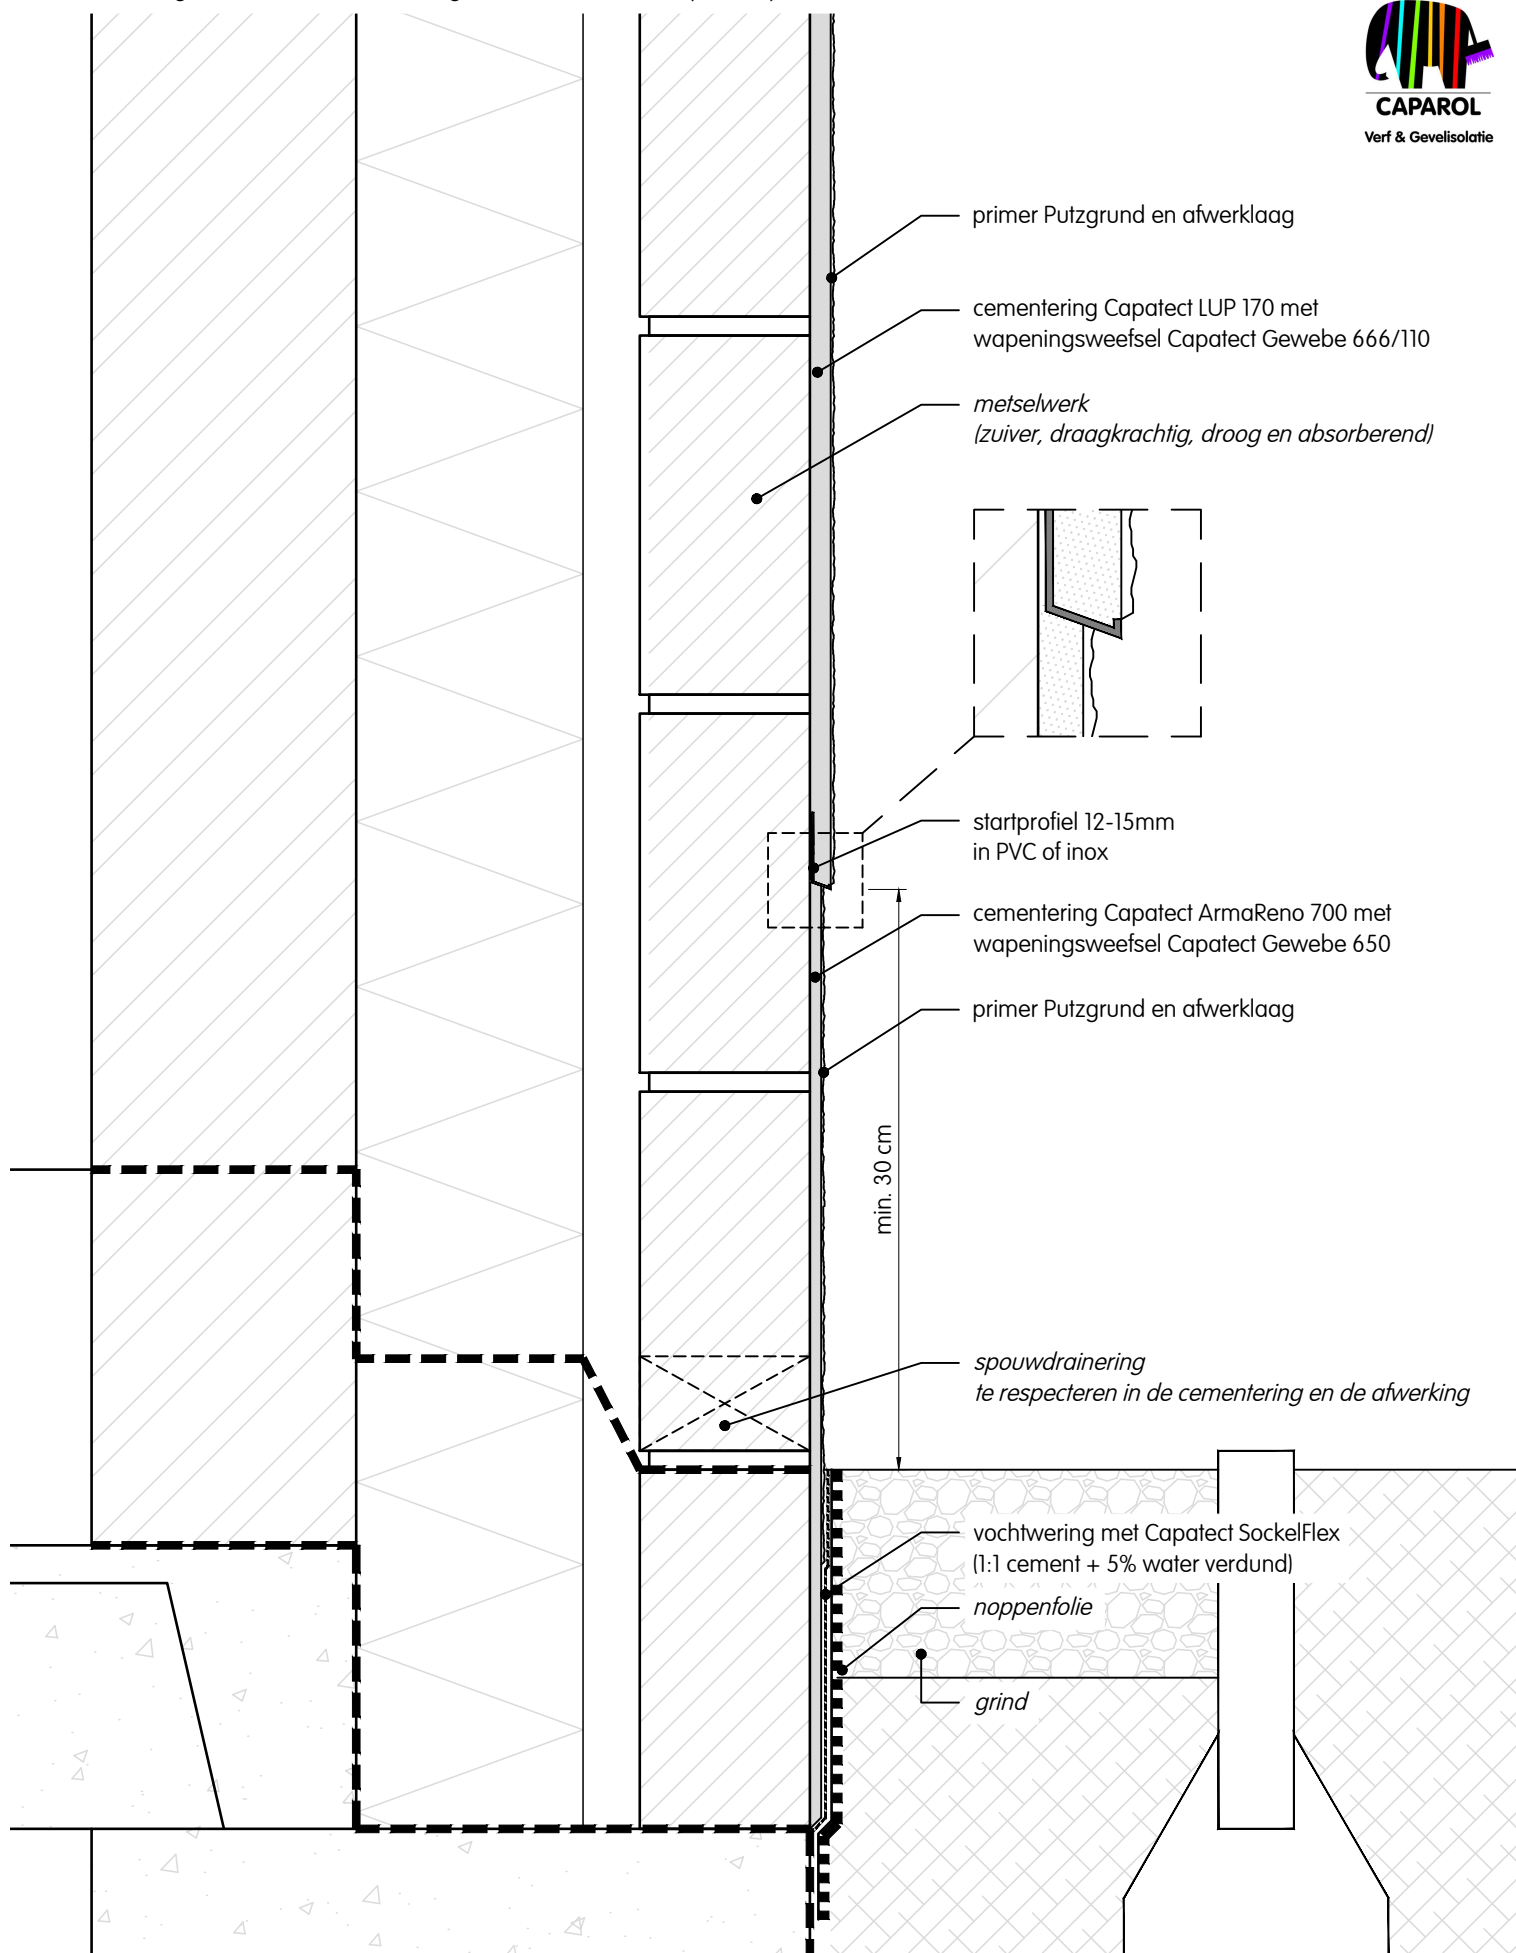 CAPAROL
Verf & Gevelisolatie
primer Putzgrund en afwerklaag
cementering Capatect LUP 170 met
wapeningsweefsel Capatect Gewebe 666/110
metselwerk
(zuiver, draagkrachtig, droog en absorberend)
startprofiel 12-15mm
in PVC of inox
cementering Capatect ArmaReno 700 met
wapeningsweefsel Capatect Gewebe 650
primer Putzgrund en afwerklaag
min. 30 cm
spouwdrainering
te respecteren in de cementering en de afwerking
vochtwering met Capatect SockelFlex
(1:1 cement + 5% water verdund)
noppenfolie
grind